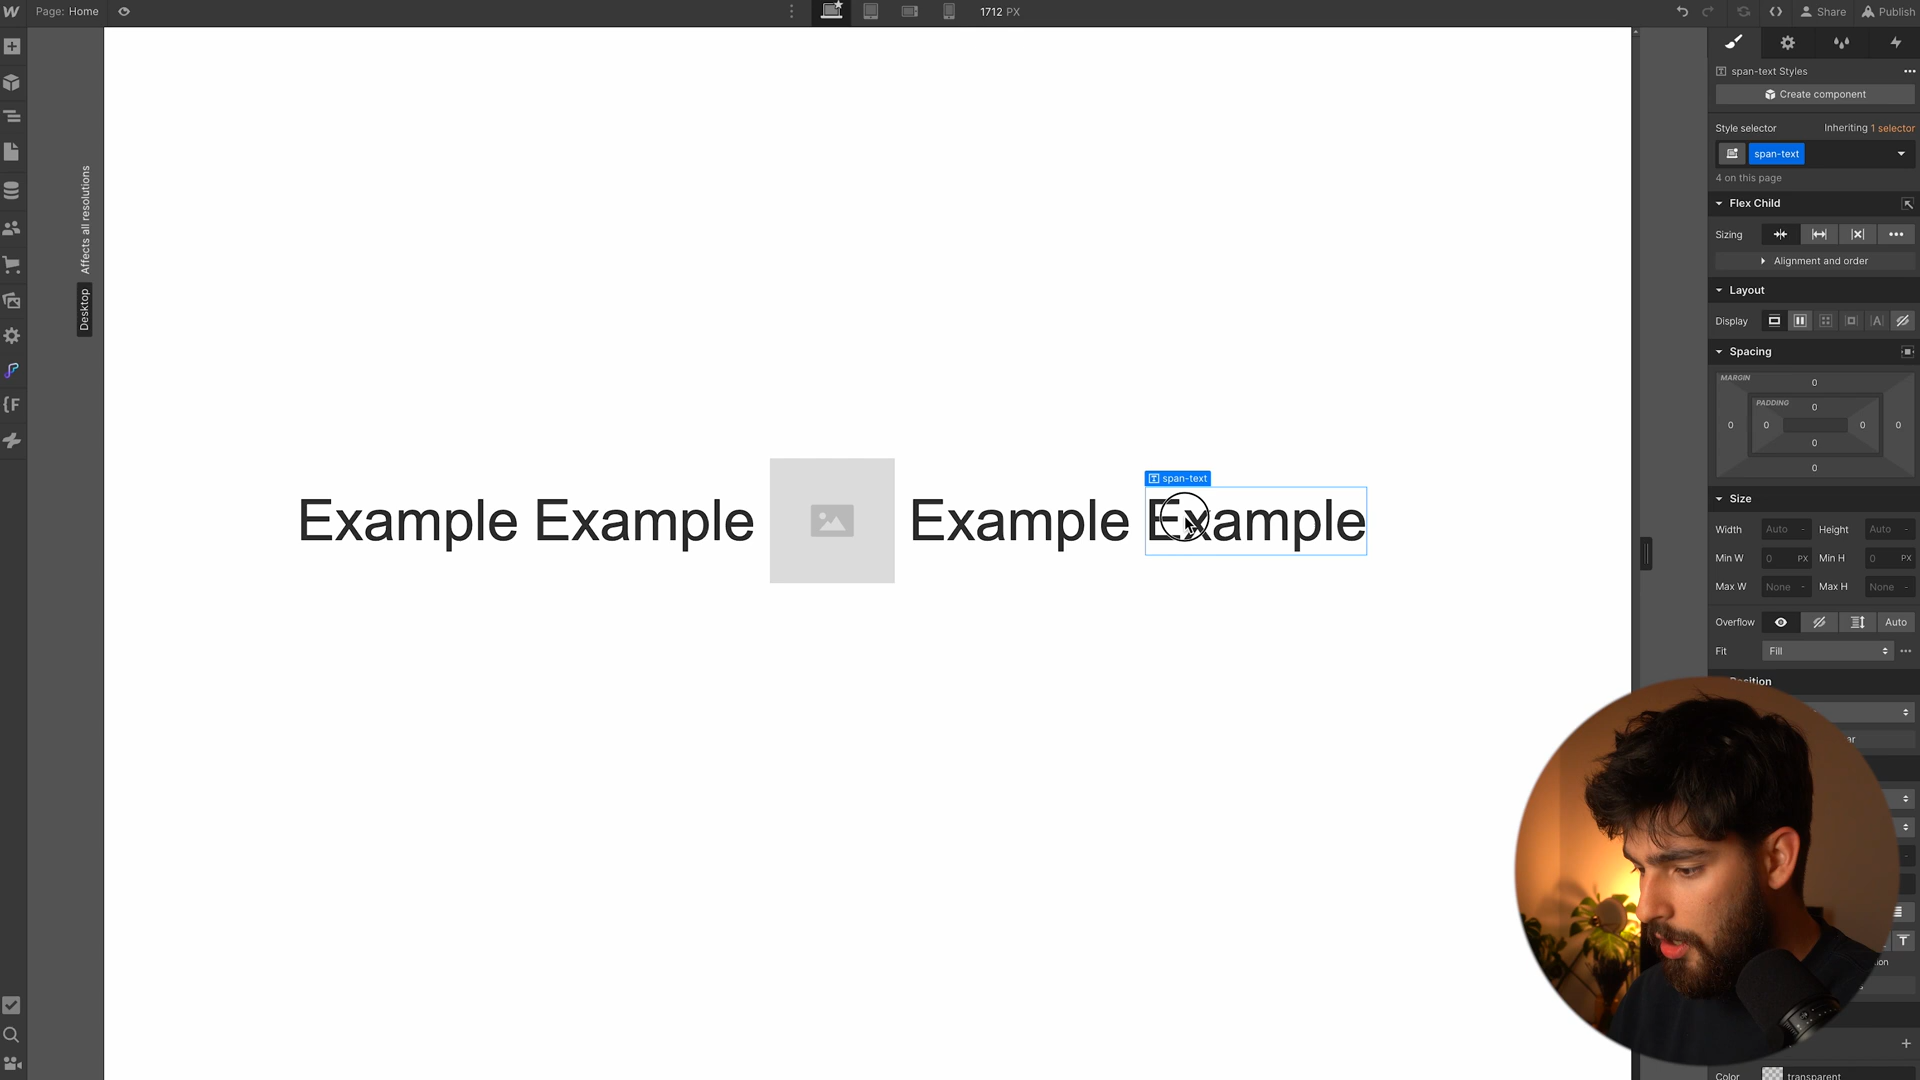 Page: Home
1712 PX
Share
Publish
span-text Styles
Create component
Style selector
Inheriting 1 selector
span-text
4 on this page
Flex Child
Sizing
Alignment and order
Layout
Display
Spacing
MARGIN
0
PADDING
0
0
0
0
0
0
0
Size
Width Auto - Height Auto -
Min W 0 PX Min H 0 PX
Max W None - Max H None -
Overflow
Auto
Fit
Fill
Color
transparent
Affects all resolutions
Desktop
span-text
Example Example Example Example